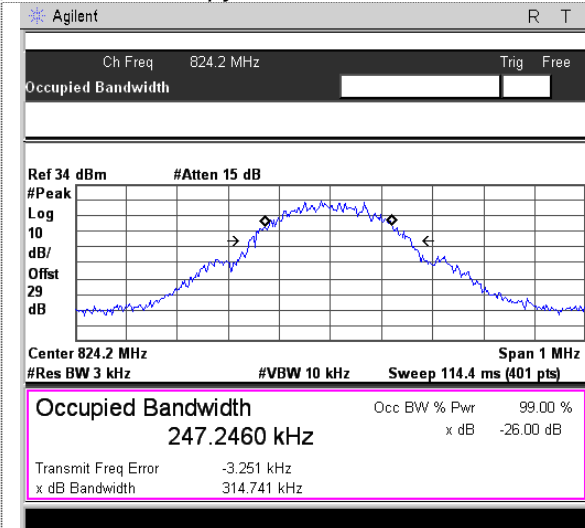 Agilent R T
Ch Freq 824.2 MHz Trig Free
Occupied Bandwidth
Ref 34 dBm #Atten 15 dB
#Peak
Log
10
dB/
Offst
29
dB
Center 824.2 MHz Span 1 MHz
#Res BW 3 kHz #VBW 10 kHz Sweep 114.4 ms (401 pts)
Occupied Bandwidth Occ BW % Pwr 99.00 %
247.2460 kHz x dB -26.00 dB
Transmit Freq Error -3.251 kHz
x dB Bandwidth 314.741 kHz